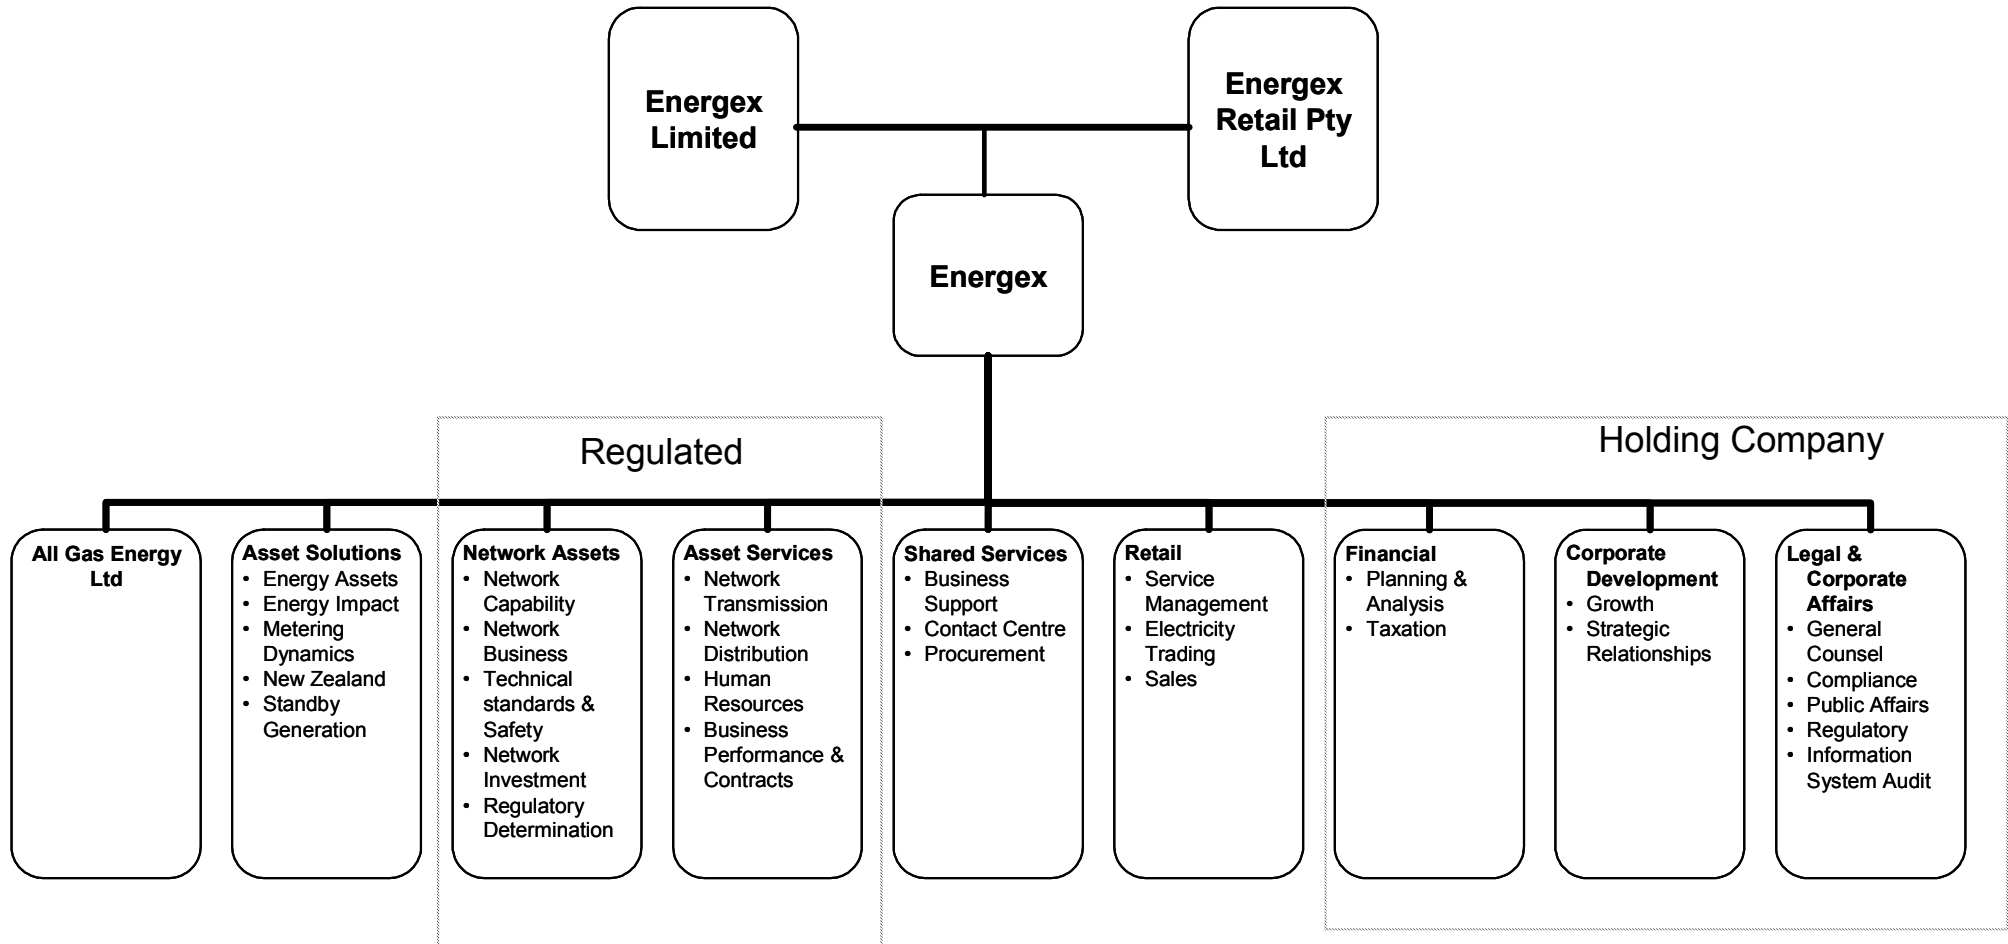 Energex
Limited
Energex
Retail Pty
Ltd
Energex
Regulated
Holding Company
All Gas Energy
Ltd
Asset Solutions
• Energy Assets
• Energy Impact
• Metering
Dynamics
• New Zealand
• Standby
Generation
Network Assets
• Network
Capability
• Network
Business
• Technical
standards &
Safety
• Network
Investment
• Regulatory
Determination
Asset Services
• Network
Transmission
• Network
Distribution
• Human
Resources
• Business
Performance &
Contracts
Shared Services
• Business
Support
• Contact Centre
• Procurement
Retail
• Service
Management
• Electricity
Trading
• Sales
Financial
• Planning &
Analysis
• Taxation
Corporate
Development
• Growth
• Strategic
Relationships
Legal &
Corporate
Affairs
• General
Counsel
• Compliance
• Public Affairs
• Regulatory
• Information
System Audit